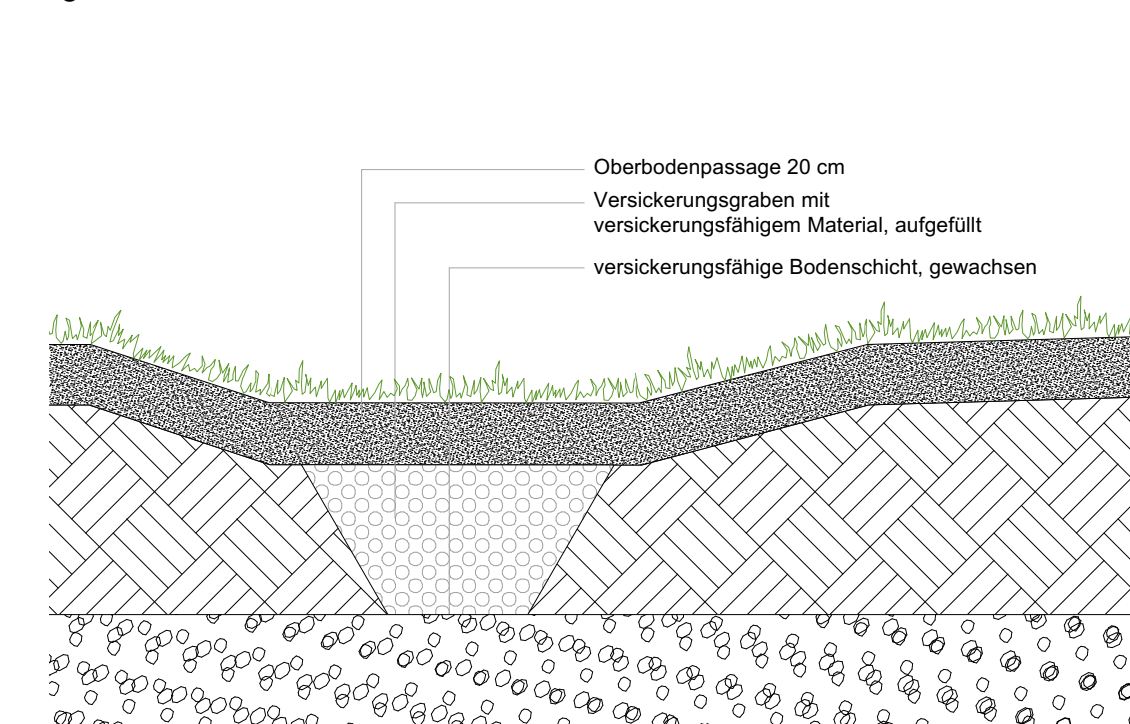 Oberbodenpassage 20 cm
Versickerungsgraben mit
versickerungsfähigem Material, aufgefüllt
versickerungsfähige Bodenschicht, gewachsen